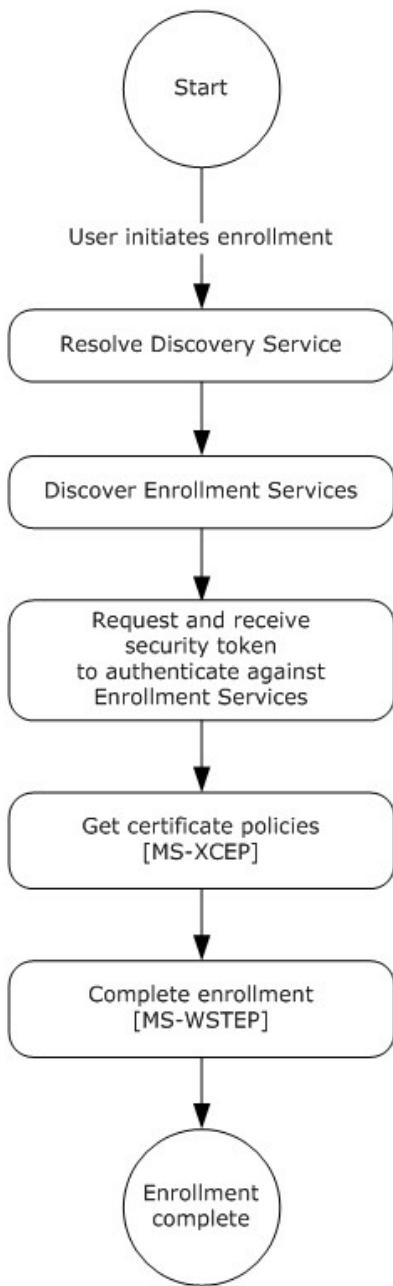 Start
User initiates enrollment
Resolve Discovery Service
Discover Enrollment Services
Request and receive
security token
to authenticate against
Enrollment Services
Get certificate policies
[MS-XCEP]
Complete enrollment
[MS-WSTEP]
Enrollment
complete